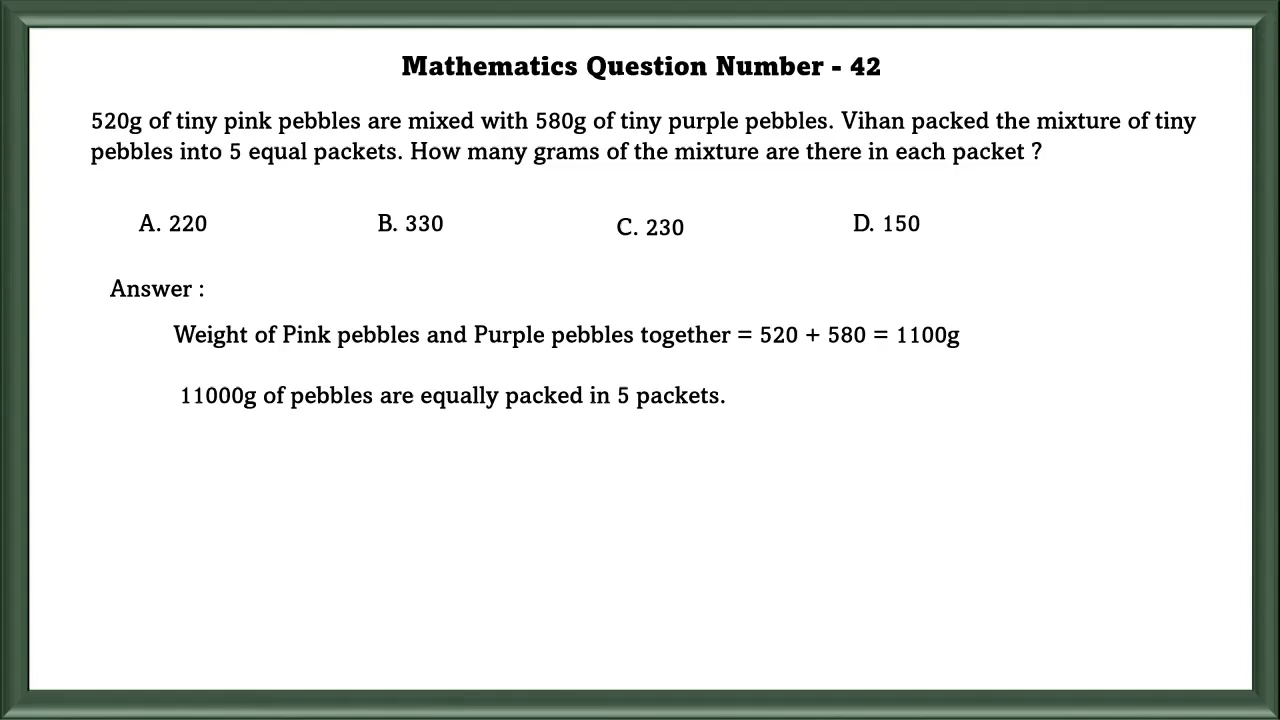 Mathematics Question Number - 42
520g of tiny pink pebbles are mixed with 580g of tiny purple pebbles. Vihan packed the mixture of tiny
pebbles into 5 equal packets. How many grams of the mixture are there in each packet ?
A. 220 B. 330 C. 230 D. 150
Answer :
Weight of Pink pebbles and Purple pebbles together = 520 + 580 = 1100g
11000g of pebbles are equally packed in 5 packets.